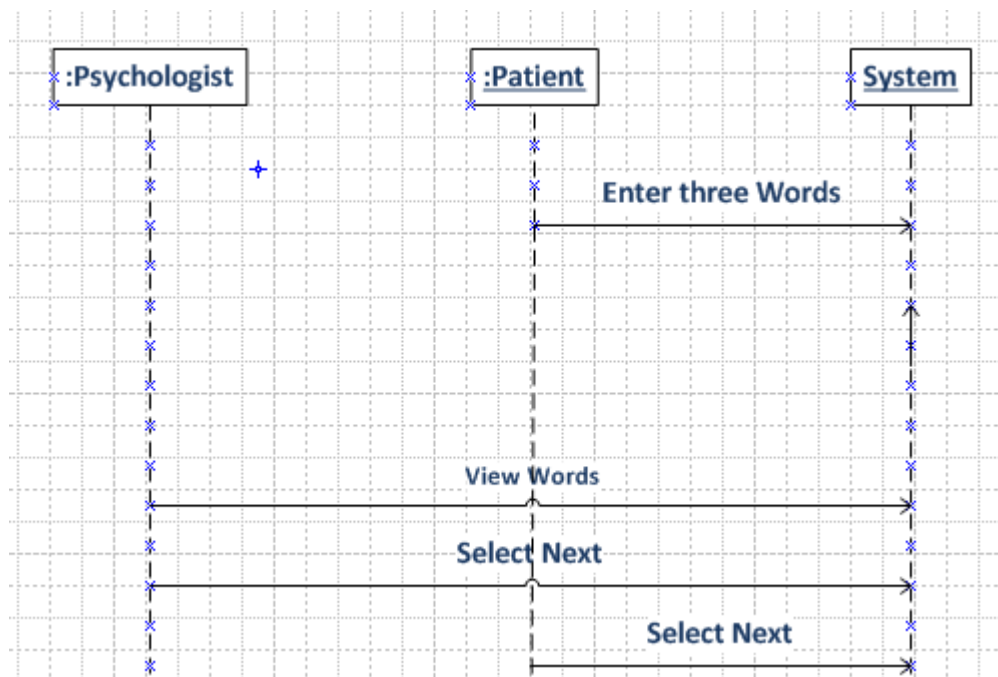 :Psychologist
:Patient
System
Enter three Words
View Words
Select Next
Select Next